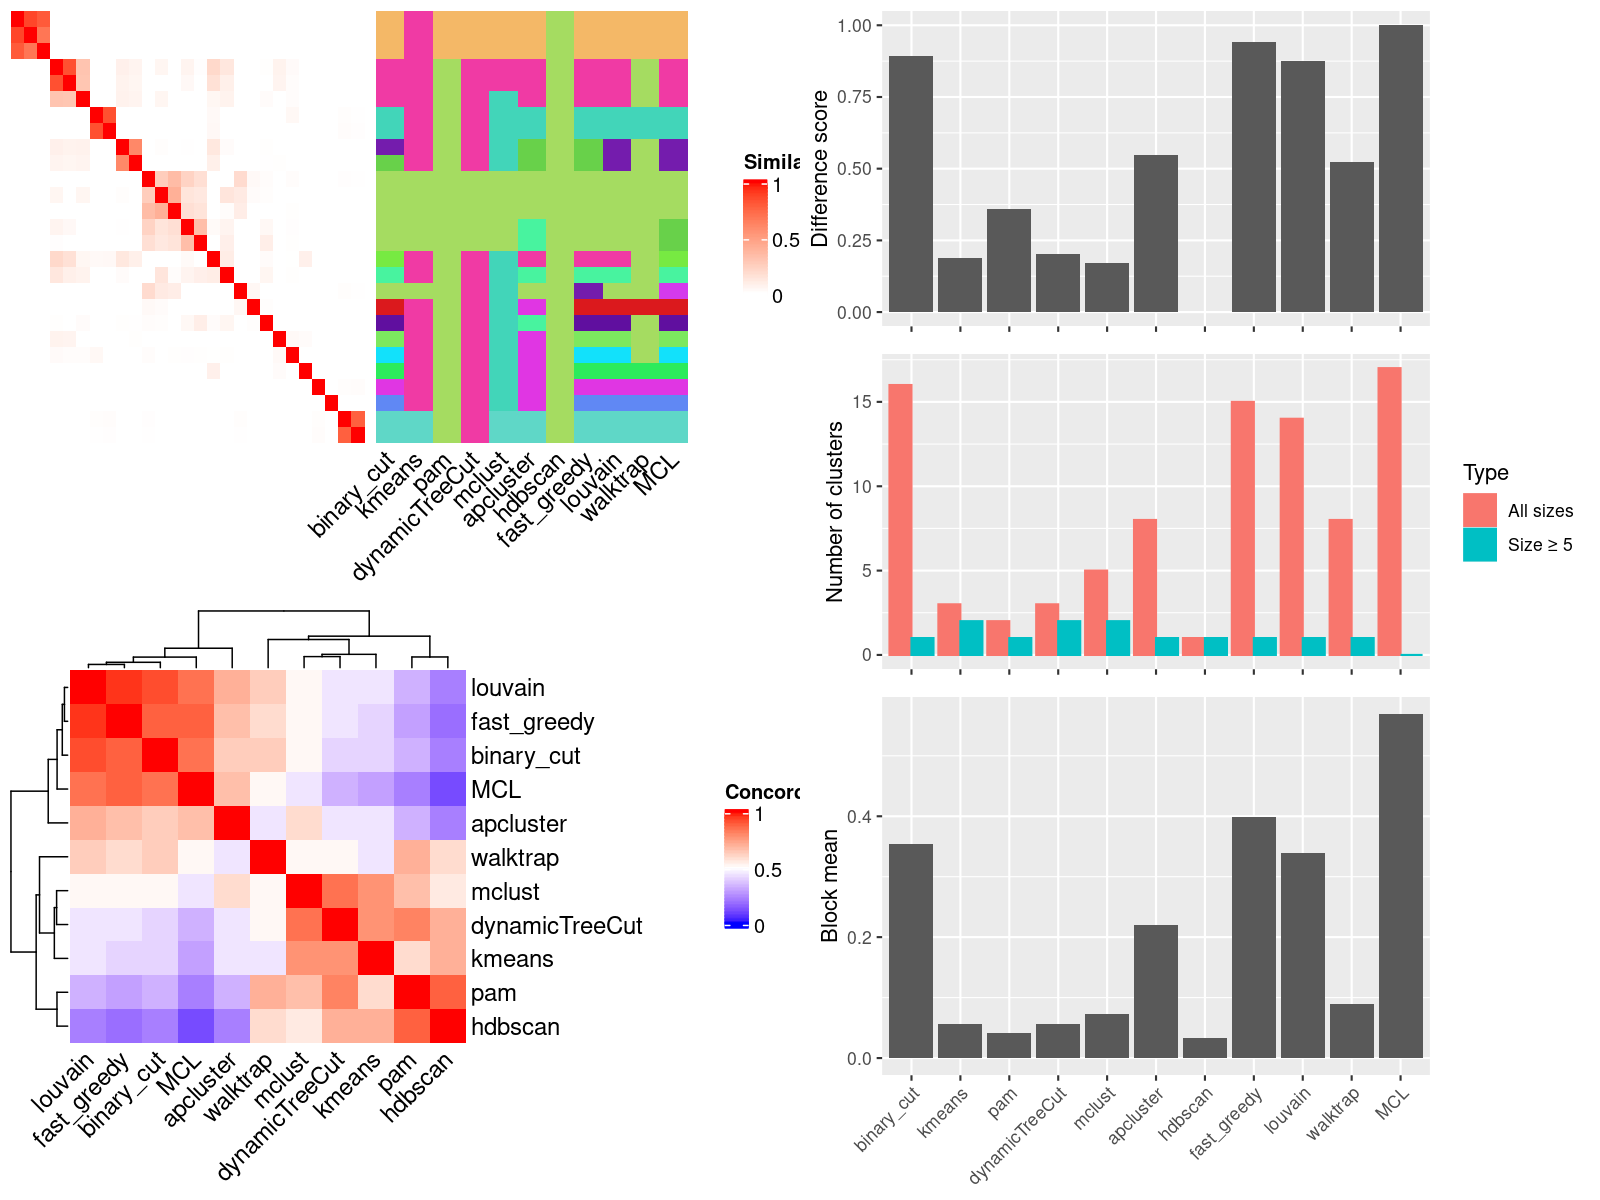 Simila
1
0.5
0
binary_cut
kmeans
pam
dynamicTreeCut
mclust
apcluster
hdbscan
fast_greedy
louvain
walktrap
MCL
Concord
1
0.5
0
louvain
fast_greedy
binary_cut
MCL
apcluster
walktrap
mclust
dynamicTreeCut
kmeans
pam
hdbscan
louvain
fast_greedy
binary_cut
MCL
apcluster
walktrap
mclust
dynamicTreeCut
kmeans
pam
hdbscan
Difference score
1.00
0.75
0.50
0.25
0.00
Number of clusters
15
10
5
0
Type
All sizes
Size ≥ 5
Block mean
0.4
0.2
0.0
binary_cut
kmeans
pam
dynamicTreeCut
mclust
apcluster
hdbscan
fast_greedy
louvain
walktrap
MCL